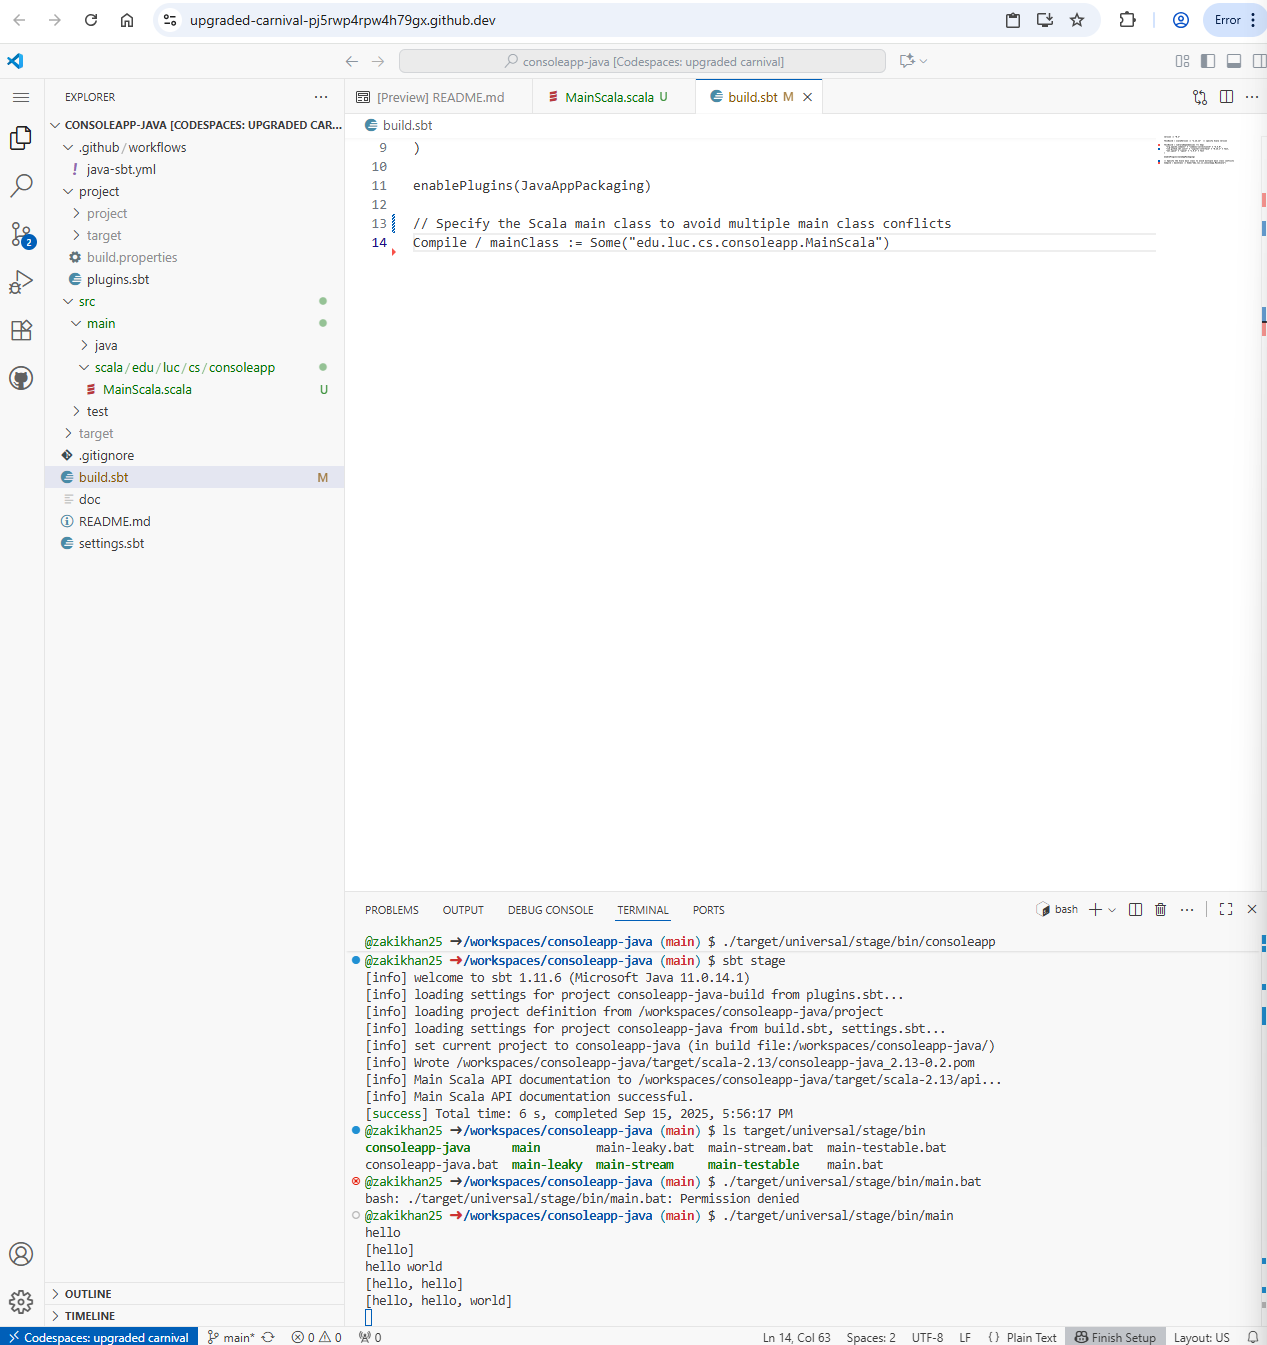 upgraded-carnival-pj5rwp4rpw4h79gx.github.dev
Error
consoleapp-java [Codespaces: upgraded carnival]
EXPLORER
CONSOLEAPP-JAVA [CODESPACES: UPGRADED CAR...
.github / workflows
java-sbt.yml
project
project
target
build.properties
plugins.sbt
src
main
java
scala / edu / luc / cs / consoleapp
MainScala.scala U
test
target
.gitignore
build.sbt M
doc
README.md
settings.sbt
OUTLINE
TIMELINE
2
[Preview] README.md
MainScala.scala U
build.sbt M
build.sbt
9 )
10
11 enablePlugins(JavaAppPackaging)
12
13 // Specify the Scala main class to avoid multiple main class conflicts
14 Compile / mainClass := Some("edu.luc.cs.consoleapp.MainScala")
PROBLEMS OUTPUT DEBUG CONSOLE TERMINAL PORTS
bash
@zakikhan25 ➜/workspaces/consoleapp-java (main) $ ./target/universal/stage/bin/consoleapp
@zakikhan25 ➜/workspaces/consoleapp-java (main) $ sbt stage
[info] welcome to sbt 1.11.6 (Microsoft Java 11.0.14.1)
[info] loading settings for project consoleapp-java-build from plugins.sbt...
[info] loading project definition from /workspaces/consoleapp-java/project
[info] loading settings for project consoleapp-java from build.sbt, settings.sbt...
[info] set current project to consoleapp-java (in build file:/workspaces/consoleapp-java/)
[info] Wrote /workspaces/consoleapp-java/target/scala-2.13/consoleapp-java_2.13-0.2.pom
[info] Main Scala API documentation to /workspaces/consoleapp-java/target/scala-2.13/api...
[info] Main Scala API documentation successful.
[success] Total time: 6 s, completed Sep 15, 2025, 5:56:17 PM
@zakikhan25 ➜/workspaces/consoleapp-java (main) $ ls target/universal/stage/bin
consoleapp-java main main-leaky.bat main-stream.bat main-testable.bat
consoleapp-java.bat main-leaky main-stream main-testable main.bat
@zakikhan25 ➜/workspaces/consoleapp-java (main) $ ./target/universal/stage/bin/main.bat
bash: ./target/universal/stage/bin/main.bat: Permission denied
@zakikhan25 ➜/workspaces/consoleapp-java (main) $ ./target/universal/stage/bin/main
hello
[hello]
hello world
[hello, hello]
[hello, hello, world]
Codespaces: upgraded carnival main* 0 0 0 Ln 14, Col 63 Spaces: 2 UTF-8 LF {} Plain Text Finish Setup Layout: US